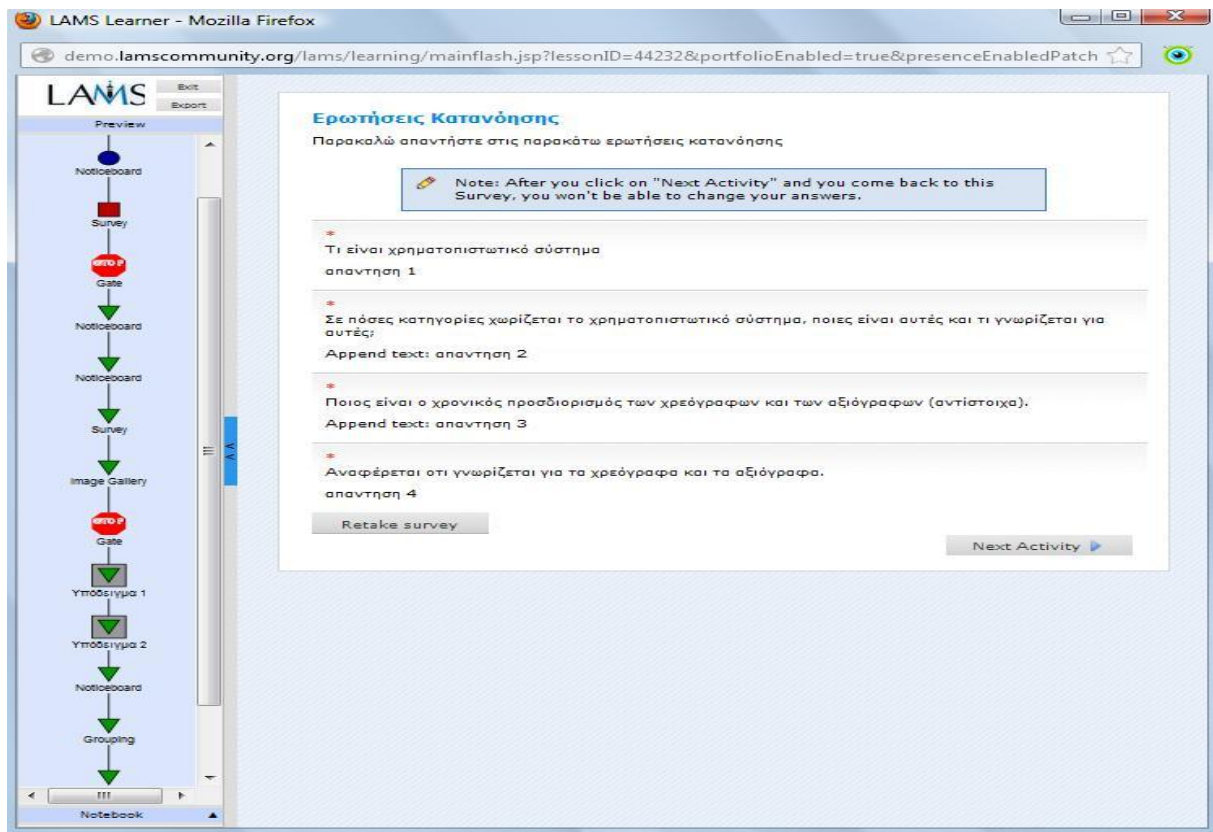 LAMS Learner - Mozilla Firefox
demo.lamscommunity.org/lams/learning/mainflash.jsp?lessonID=44232&portfolioEnabled=true&presenceEnabledPatch
LAMS
Exit
Export
Preview
Noticeboard
Survey
Gate
Noticeboard
Noticeboard
Survey
Image Gallery
Gate
Υπόδειγμα 1
Υπόδειγμα 2
Noticeboard
Grouping
Notebook
Ερωτήσεις Κατανόησης
Παρακαλώ απαντήστε στις παρακάτω ερωτήσεις κατανόησης
Note: After you click on "Next Activity" and you come back to this
Survey, you won't be able to change your answers.
*
Τι είναι χρηματοπιστωτικό σύστημα
απαντηση 1
*
Σε πόσες κατηγορίες χωρίζεται το χρηματοπιστωτικό σύστημα, ποιες είναι αυτές και τι γνωρίζεται για
αυτές;
Append text: απαντηση 2
*
Ποιος είναι ο χρονικός προσδιορισμός των χρεόγραφων και των αξιόγραφων (αντίστοιχα).
Append text: απαντηση 3
*
Αναφέρεται οτι γνωρίζεται για τα χρεόγραφα και τα αξιόγραφα.
απαντηση 4
Retake survey
Next Activity